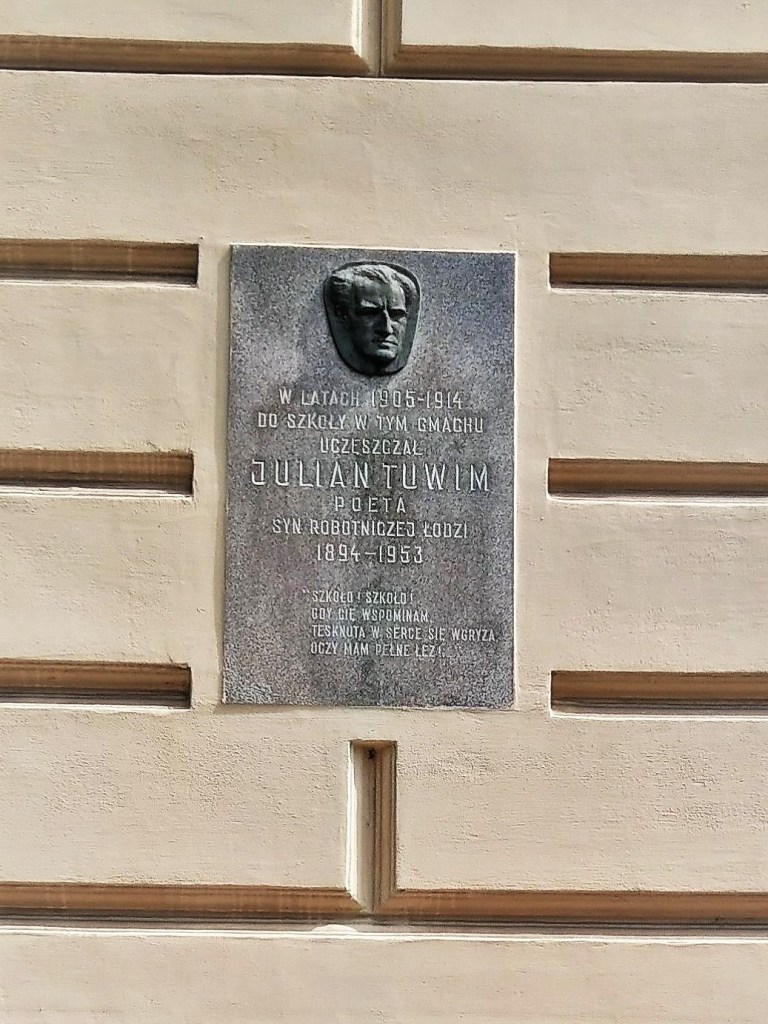 W LATACH 1905-1914
DO SZKOŁY W TYM GMACHU
UCZĘSZCZAŁ
JULIAN TUWIM
POETA
SYN ROBOTNICZEJ ŁODZI
1894-1953
"SZKOŁO! SZKOŁO!
GDY CIĘ WSPOMINAM,
TĘSKNOTA W SERCE SIĘ WGRYZA,
OCZY MAM PEŁNE ŁEZ!..."